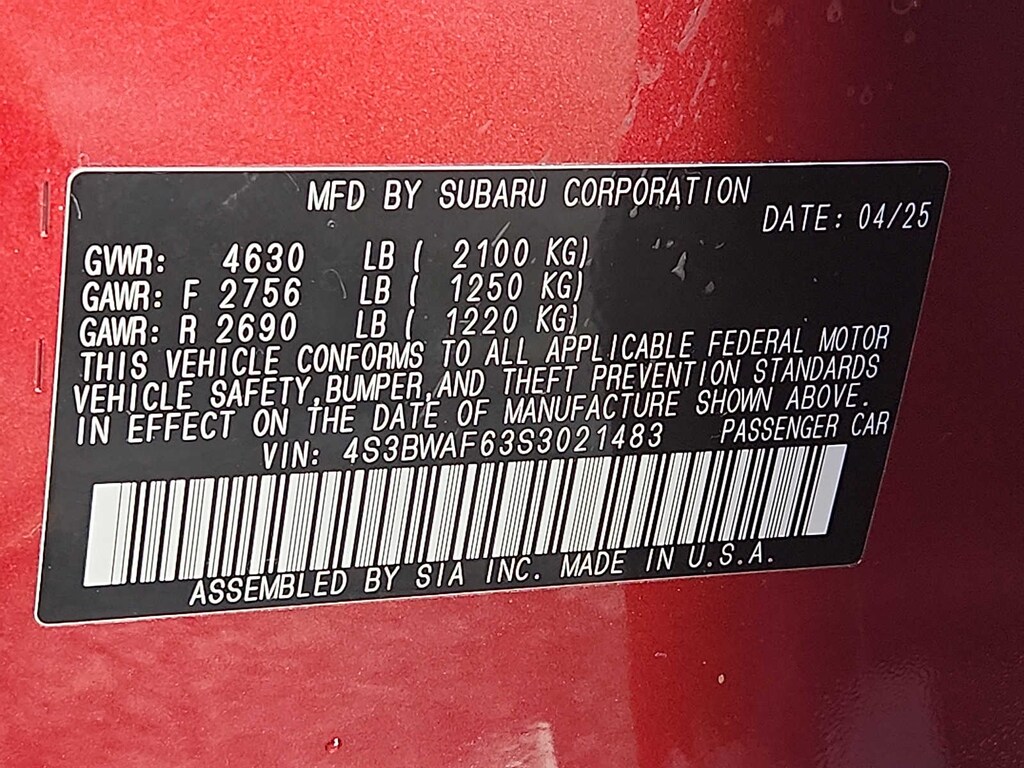 MFD BY SUBARU CORPORATION
DATE: 04/25
GVWR: 4630 LB ( 2100 KG)
GAWR: F 2756 LB ( 1250 KG)
GAWR: R 2690 LB ( 1220 KG)
THIS VEHICLE CONFORMS TO ALL APPLICABLE FEDERAL MOTOR
VEHICLE SAFETY,BUMPER,AND THEFT PREVENTION STANDARDS
IN EFFECT ON THE DATE OF MANUFACTURE SHOWN ABOVE.
VIN: 4S3BWAF63S3021483 PASSENGER CAR
ASSEMBLED BY SIA INC. MADE IN U.S.A.